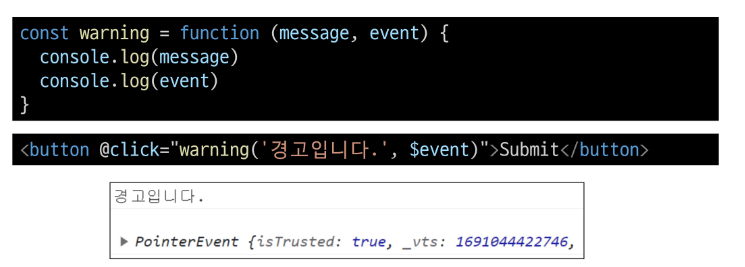 const warning = function (message, event) {
  console.log(message)
  console.log(event)
}
<button @click="warning('경고입니다.', $event)">Submit</button>
경고입니다.
▶ PointerEvent {isTrusted: true, _vts: 1691044422746,